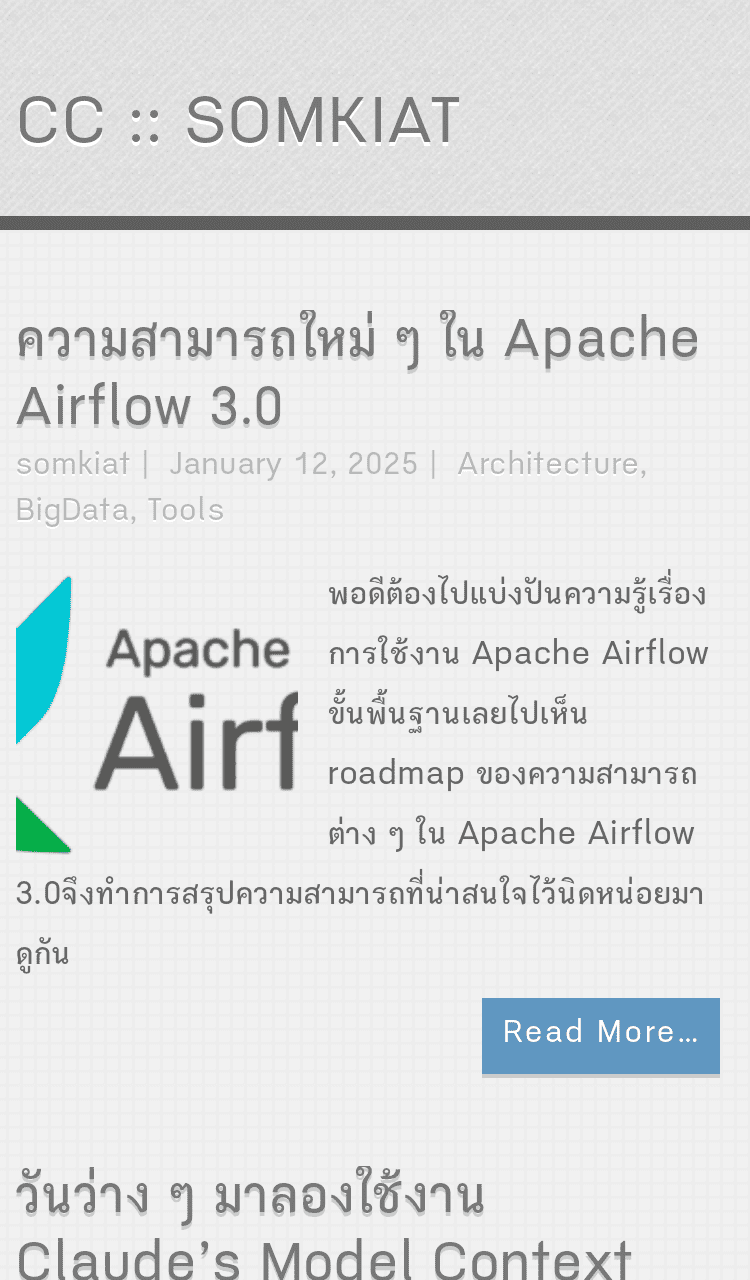 CC :: SOMKIAT
ความสามารถใหม่ ๆ ใน Apache
Airflow 3.0
somkiat | January 12, 2025 | Architecture,
BigData, Tools
Apache
Airf
พอดีต้องไปแบ่งปันความรู้เรื่อง
การใช้งาน Apache Airflow
ขั้นพื้นฐานเลยไปเห็น
roadmap ของความสามารถ
ต่าง ๆ ใน Apache Airflow
3.0จึงทำการสรุปความสามารถที่น่าสนใจไว้นิดหน่อยมา
ดูกัน
Read More…
วันว่าง ๆ มาลองใช้งาน
Claude’s Model Context